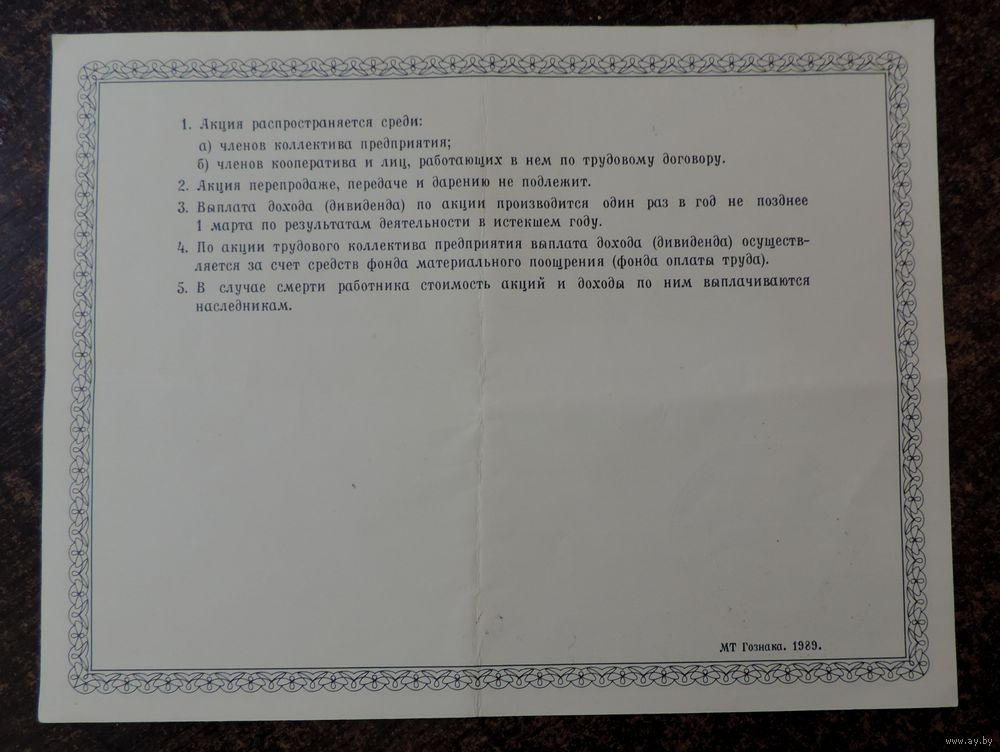 1. Акция распространяется среди:
а) членов коллектива предприятия;
б) членов кооператива и лиц, работающих в нем по трудовому договору.
2. Акция перепродаже, передаче и дарению не подлежит.
3. Выплата дохода (дивиденда) по акции производится один раз в год не позднее
1 марта по результатам деятельности в истекшем году.
4. По акции трудового коллектива предприятия выплата дохода (дивиденда) осуществ-
ляется за счет средств фонда материального поощрения (фонда оплаты труда).
5. В случае смерти работника стоимость акций и доходы по ним выплачиваются
наследникам.
МТ Гознака. 1989.
www.ay.by